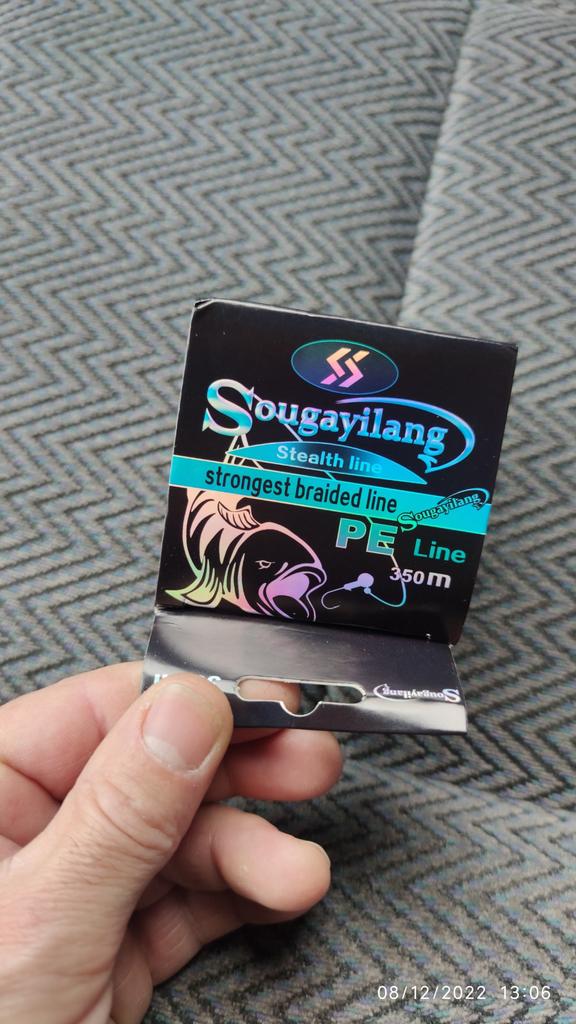 Sougayilang
Stealth line
strongest braided line
Sougayilang
PE Line
350m
Sougayilang
08/12/2022 13:06